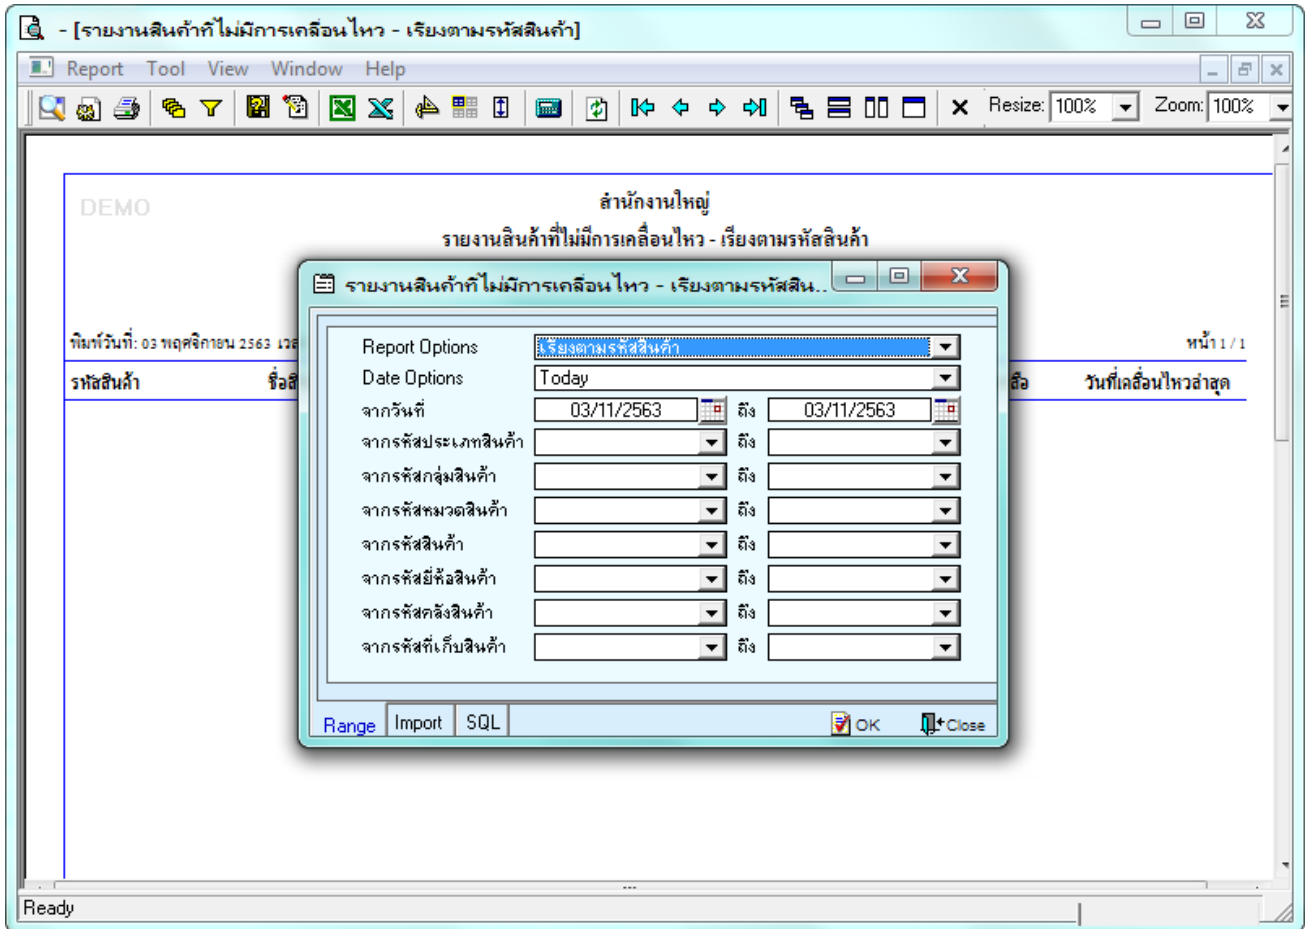 - [รายงานสินค้าที่ไม่มีการเคลื่อนไหว - เรียงตามรหัสสินค้า]
Report Tool View Window Help
Resize: 100% Zoom: 100%
DEMO
สำนักงานใหญ่
รายงานสินค้าที่ไม่มีการเคลื่อนไหว - เรียงตามรหัสสินค้า
รายงานสินค้าที่ไม่มีการเคลื่อนไหว - เรียงตามรหัสสิน..
พิมพ์วันที่: 03 พฤศจิกายน 2563 หน้า 1 / 1
รหัสสินค้า วันที่เคลื่อนไหวล่าสุด
Report Options เรียงตามรหัสสินค้า
Date Options Today
จากวันที่ 03/11/2563 ถึง 03/11/2563
จากรหัสประเภทสินค้า ถึง
จากรหัสกลุ่มสินค้า ถึง
จากรหัสหมวดสินค้า ถึง
จากรหัสสินค้า ถึง
จากรหัสยี่ห้อสินค้า ถึง
จากรหัสคลังสินค้า ถึง
จากรหัสที่เก็บสินค้า ถึง
Range Import SQL OK Close
Ready